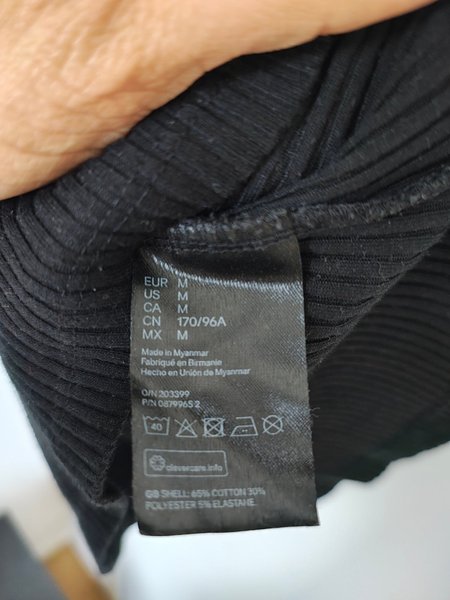 EUR M
US M
CA M
CN 170/96A
MX M
Made in Myanmar
Fabriqué en Birmanie
Hecho en Unión de Myanmar
O/N 203399
P/N 087996S 2
40
clevercare.info
GB SHELL: 65% COTTON 30%
POLYESTER 5% ELASTANE.